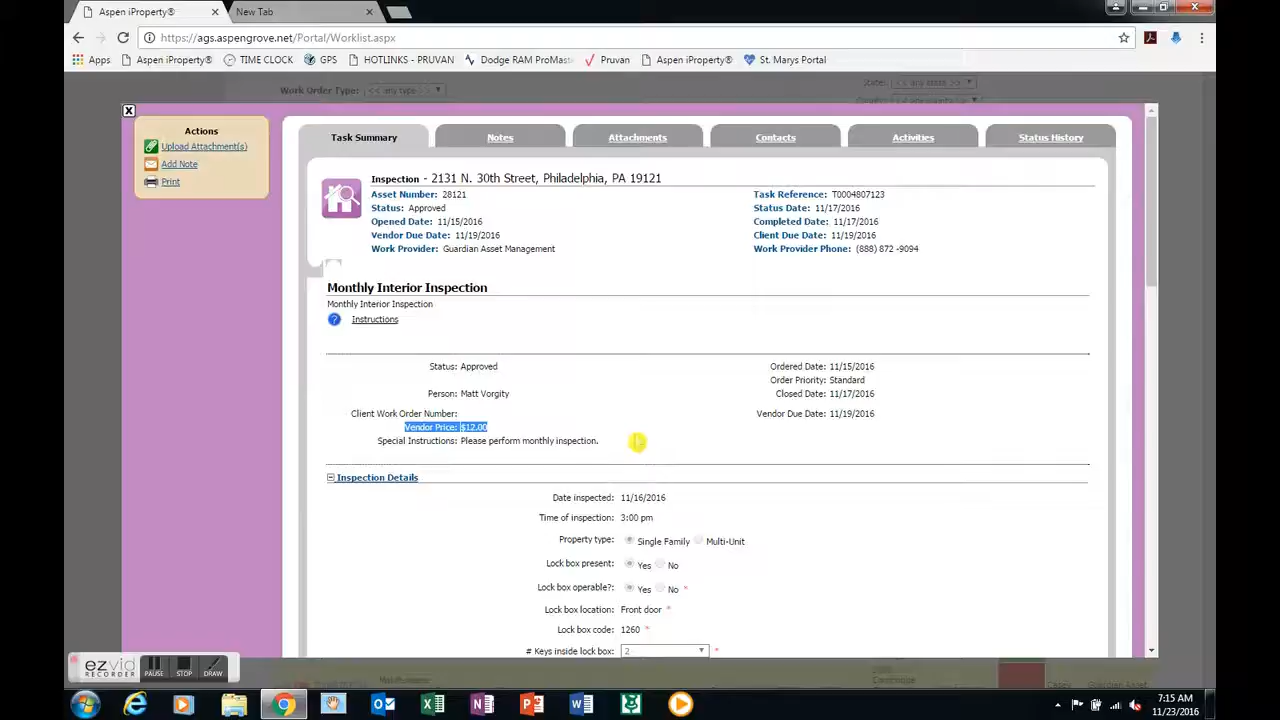 Aspen iProperty®
New Tab
https://ags.aspengrove.net/Portal/Worklist.aspx
Apps Aspen iProperty® TIME CLOCK GPS HOTLINKS - PRUVAN Dodge RAM ProMast Pruvan Aspen iProperty® St. Marys Portal
Work Order Type: << any type >>
State: << any state >>
Actions
Upload Attachment(s)
Add Note
Print
Task Summary Notes Attachments Contacts Activities Status History
Inspection - 2131 N. 30th Street, Philadelphia, PA 19121
Asset Number: 28121 Task Reference: T0004807123
Status: Approved Status Date: 11/17/2016
Opened Date: 11/15/2016 Completed Date: 11/17/2016
Vendor Due Date: 11/19/2016 Client Due Date: 11/19/2016
Work Provider: Guardian Asset Management Work Provider Phone: (888) 872 -9094
Monthly Interior Inspection
Monthly Interior Inspection
? Instructions
Status: Approved Ordered Date: 11/15/2016
Order Priority: Standard
Person: Matt Vorgity Closed Date: 11/17/2016
Client Work Order Number: Vendor Due Date: 11/19/2016
Vendor Price: $12.00
Special Instructions: Please perform monthly inspection.
Inspection Details
Date inspected: 11/16/2016
Time of inspection: 3:00 pm
Property type: Single Family Multi-Unit
Lock box present: Yes No
Lock box operable?: Yes No *
Lock box location: Front door *
Lock box code: 1260 *
# Keys inside lock box: 2 *
ezvid
RECORDER
PAUSE STOP DRAW
Casey Guardian Asset
7:15 AM
11/23/2016